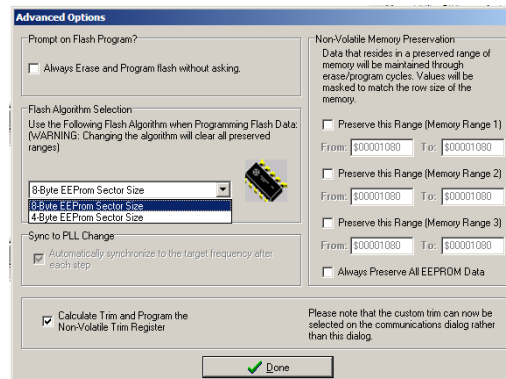 Advanced Options
Prompt on Flash Program?
Always Erase and Program flash without asking.
Flash Algorithm Selection
Use the Following Flash Algorithm when Programming Flash Data:
(WARNING: Changing the algorithm will clear all preserved
ranges)
8-Byte EEProm Sector Size
8-Byte EEProm Sector Size
4-Byte EEProm Sector Size
Sync to PLL Change
Automatically synchronize to the target frequency after
each step
Calculate Trim and Program the
Non-Volatile Trim Register
Non-Volatile Memory Preservation
Data that resides in a preserved range of
memory will be maintained through
erase/program cycles. Values will be
masked to match the row size of the
memory.
Preserve this Range (Memory Range 1)
From: $00001080 To: $00001080
Preserve this Range (Memory Range 2)
From: $00001080 To: $00001080
Preserve this Range (Memory Range 3)
From: $00001080 To: $00001080
Always Preserve All EEPROM Data
Please note that the custom trim can now be
selected on the communications dialog rather
than this dialog.
Done